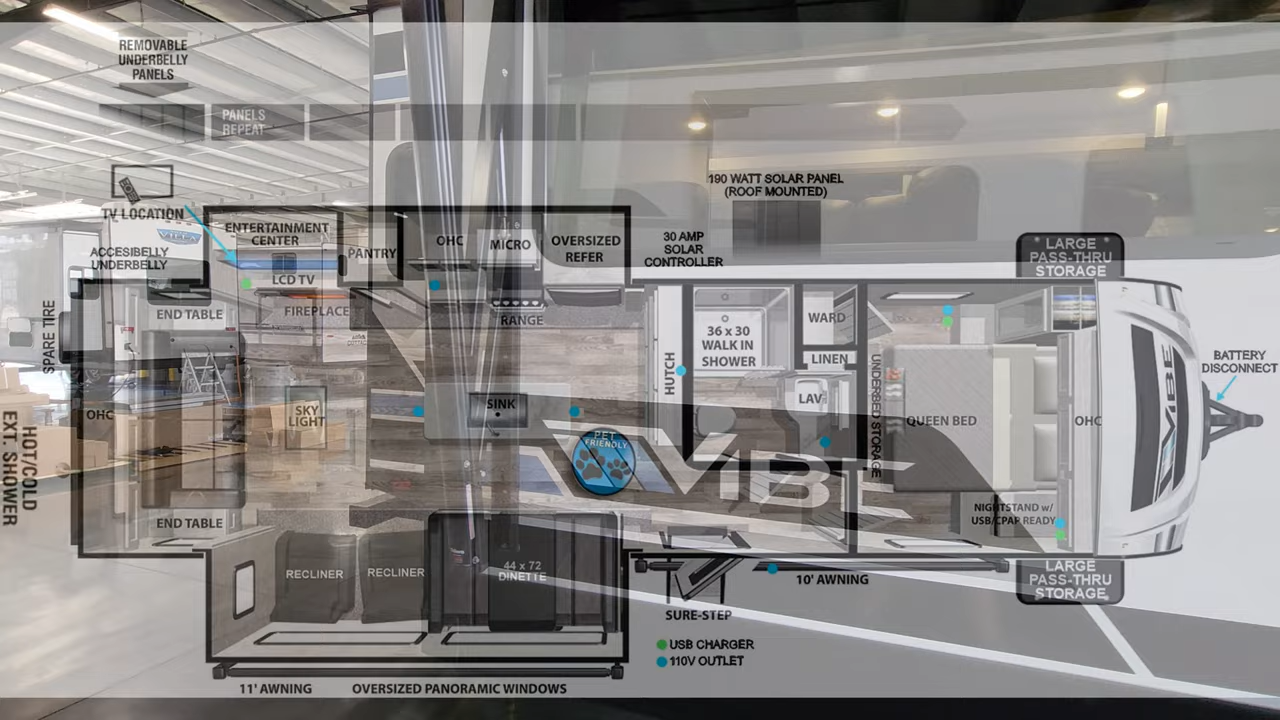 REMOVABLE
UNDERBELLY
PANELS
PANELS
REPEAT
TV LOCATION
ACCESIBELLY
UNDERBELLY
ENTERTAINMENT
CENTER
LCD TV
PANTRY
OHC
MICRO
OVERSIZED
REFER
30 AMP
SOLAR
CONTROLLER
190 WATT SOLAR PANEL
(ROOF MOUNTED)
LARGE
PASS-THRU
STORAGE
SPARE TIRE
END TABLE
FIREPLACE
RANGE
36 x 30
WALK IN
SHOWER
WARD
LINEN
HUTCH
LAV
UNDERBED STORAGE
QUEEN BED
OHC
BATTERY
DISCONNECT
OHC
SKY
LIGHT
SINK
PET
FRIENDLY
VIBE
HOT/COLD
EXT. SHOWER
END TABLE
NIGHTSTAND w/
USB/CPAP READY
RECLINER
RECLINER
44 x 72
DINETTE
10' AWNING
SURE-STEP
LARGE
PASS-THRU
STORAGE
USB CHARGER
110V OUTLET
11' AWNING
OVERSIZED PANORAMIC WINDOWS